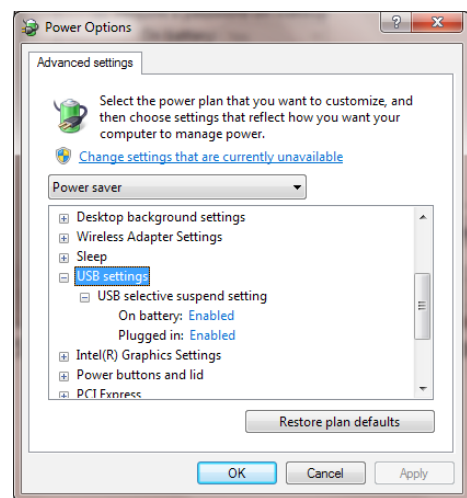 Power Options
Advanced settings
Select the power plan that you want to customize, and
then choose settings that reflect how you want your
computer to manage power.
Change settings that are currently unavailable
Power saver
Desktop background settings
Wireless Adapter Settings
Sleep
USB settings
USB selective suspend setting
On battery: Enabled
Plugged in: Enabled
Intel(R) Graphics Settings
Power buttons and lid
PCI Express
Restore plan defaults
OK
Cancel
Apply